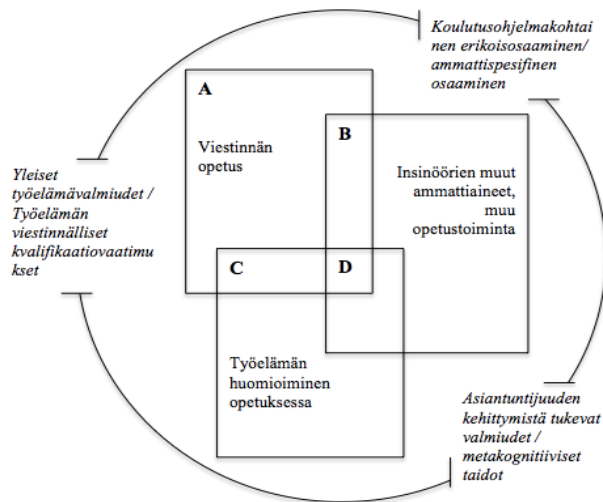 Koulutusohjelmakohtai
nen erikoisosaaminen/
ammattispesifinen
osaaminen
A
Viestinnän
opetus
B
Insinöörien muut
ammattiaineet,
muu
opetustoiminta
Yleiset
työelämävalmiudet /
Työelämän
viestinnälliset
kvalifikaatiovaatimu
kset
C
D
Työelämän
huomioiminen
opetuksessa
Asiantuntijuuden
kehittymistä tukevat
valmiudet /
metakognitiiviset
taidot